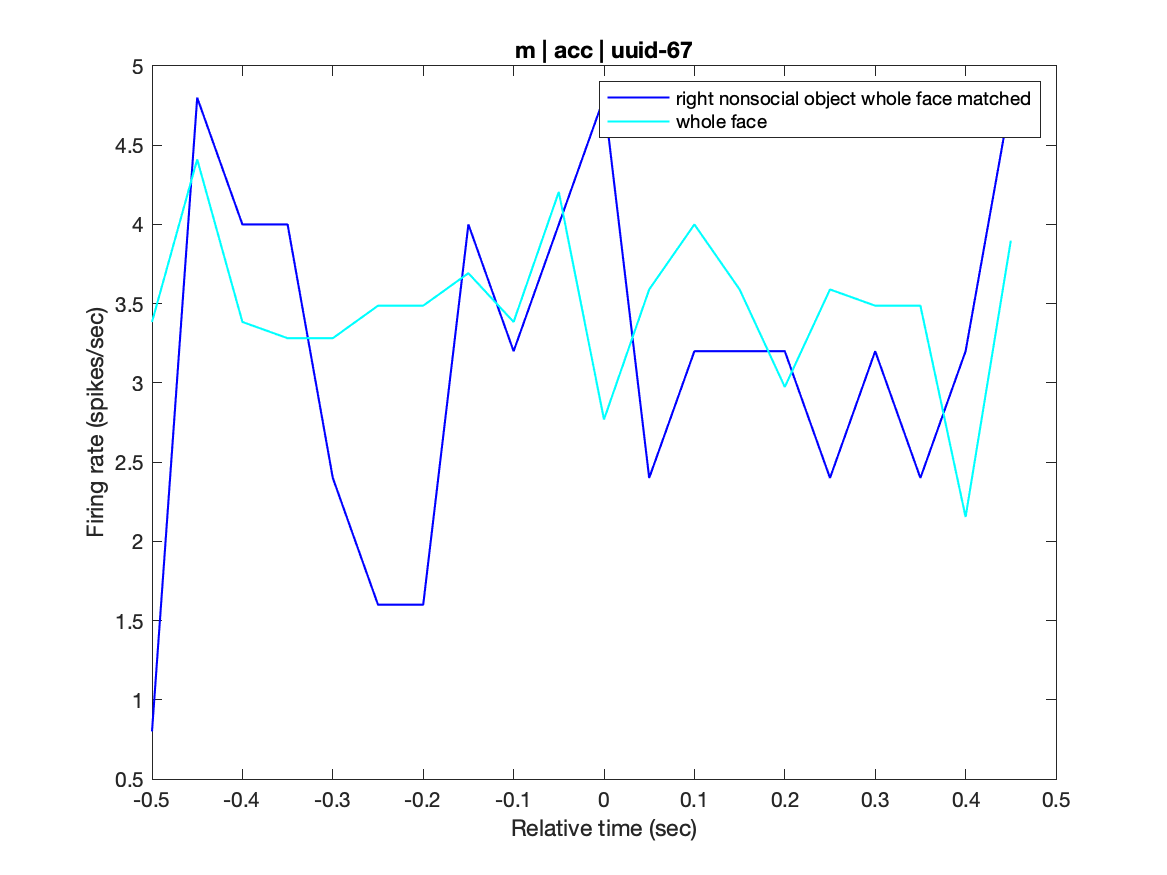 m | acc | uuid-67
right nonsocial object whole face matched
whole face
Firing rate (spikes/sec)
5
4.5
4
3.5
3
2.5
2
1.5
1
0.5
-0.5 -0.4 -0.3 -0.2 -0.1 0 0.1 0.2 0.3 0.4 0.5
Relative time (sec)